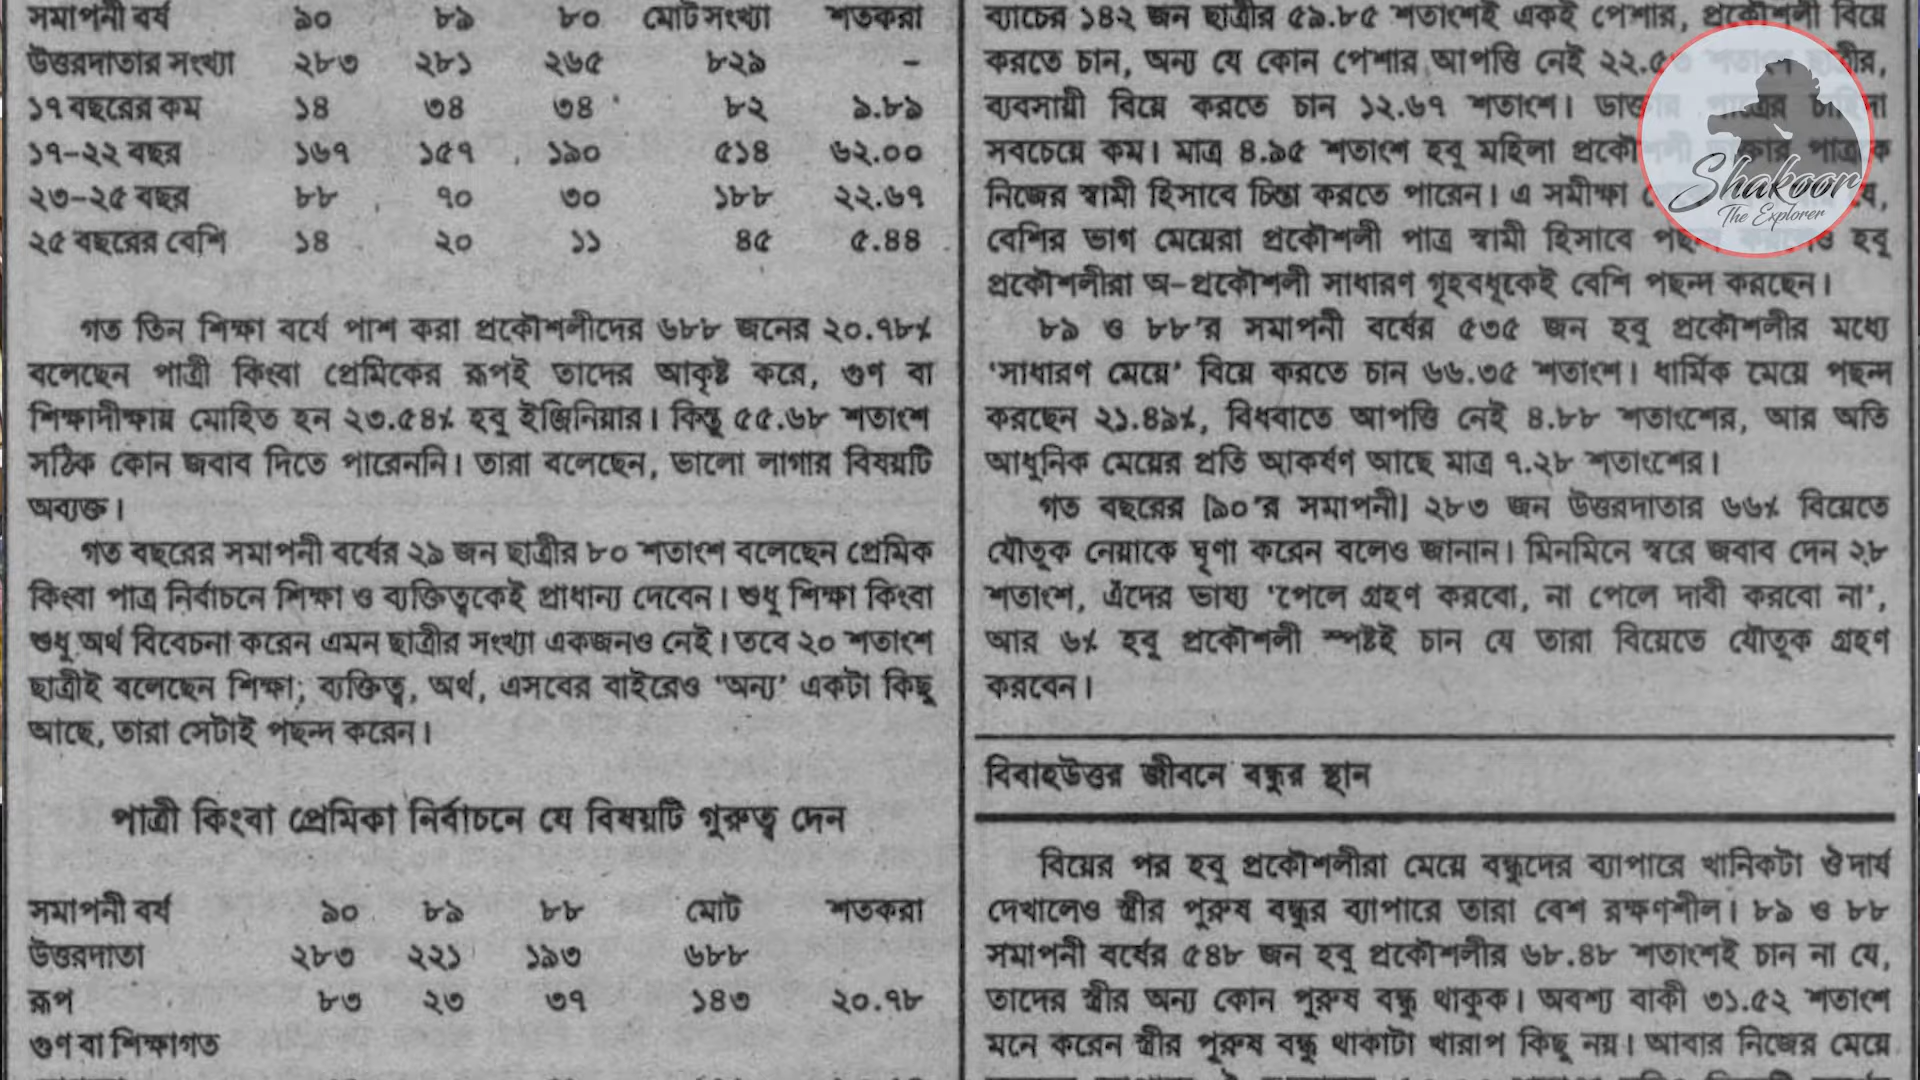 সমাপনী বর্ষ ৯০ ৮৯ ৮০ মোট সংখ্যা শতকরা
উত্তরদাতার সংখ্যা ২৮৩ ২৮১ ২৬৫ ৮২৯ –
১৭ বছরের কম ১৪ ৩৪ ৩৪ ৮২ ৯.৮৯
১৭-২২ বছর ১৬৭ ১৫৭ ১৯০ ৫১৪ ৬২.০০
২৩-২৫ বছর ৮৮ ৭০ ৩০ ১৮৮ ২২.৬৭
২৫ বছরের বেশি ১৪ ২০ ১১ ৪৫ ৫.৪৪
গত তিন শিক্ষা বর্ষে পাশ করা প্রকৌশলীদের ৬৮৮ জনের ২০.৭৮%
বলেছেন পাত্রী কিংবা প্রেমিকের রূপই তাদের আকৃষ্ট করে, গুণ বা
শিক্ষাদীক্ষায় মোহিত হন ২৩.৫৪% হবু ইঞ্জিনিয়ার। কিন্তু ৫৫.৬৮ শতাংশ
সঠিক কোন জবাব দিতে পারেননি। তারা বলেছেন, ভালো লাগার বিষয়টি
অব্যক্ত।
গত বছরের সমাপনী বর্ষের ২৯ জন ছাত্রীর ৮০ শতাংশ বলেছেন প্রেমিক
কিংবা পাত্র নির্বাচনে শিক্ষা ও ব্যক্তিত্বকেই প্রাধান্য দেবেন। শুধু শিক্ষা কিংবা
শুধু অর্থ বিবেচনা করেন এমন ছাত্রীর সংখ্যা একজনও নেই। তবে ২০ শতাংশ
ছাত্রীই বলেছেন শিক্ষা; ব্যক্তিত্ব, অর্থ, এসবের বাইরেও ‘অন্য’ একটা কিছু
আছে, তারা সেটাই পছন্দ করেন।
পাত্রী কিংবা প্রেমিকা নির্বাচনে যে বিষয়টি গুরুত্ব দেন
সমাপনী বর্ষ ৯০ ৮৯ ৮৮ মোট শতকরা
উত্তরদাতা ২৮৩ ২২১ ১৯৩ ৬৮৮
রূপ ৮৩ ২৩ ৩৭ ১৪৩ ২০.৭৮
গুণ বা শিক্ষাগত
ব্যাচের ১৪২ জন ছাত্রীর ৫৯.৮৫ শতাংশই একই পেশার, প্রকৌশলী বিয়ে
করতে চান, অন্য যে কোন পেশার আপত্তি নেই ২২.৫৩ শতাংশ ছাত্রীর,
ব্যবসায়ী বিয়ে করতে চান ১২.৬৭ শতাংশ। ডাক্তার পাত্রের চাহিদা
সবচেয়ে কম। মাত্র ৪.৯৫ শতাংশ হবু মহিলা প্রকৌশলী ডাক্তার পাত্রকে
নিজের স্বামী হিসাবে চিন্তা করতে পারেন। এ সমীক্ষা
বেশির ভাগ মেয়েরা প্রকৌশলী পাত্র স্বামী হিসাবে পছন্দ করলেও হবু
প্রকৌশলীরা অ-প্রকৌশলী সাধারণ গৃহবধূকেই বেশি পছন্দ করছেন।
৮৯ ও ৮৮’র সমাপনী বর্ষের ৫৩৫ জন হবু প্রকৌশলীর মধ্যে
‘সাধারণ মেয়ে’ বিয়ে করতে চান ৬৬.৩৫ শতাংশ। ধার্মিক মেয়ে পছন্দ
করছেন ২১.৪৯%, বিধবাতে আপত্তি নেই ৪.৮৮ শতাংশের, আর অতি
আধুনিক মেয়ের প্রতি আকর্ষণ আছে মাত্র ৭.২৮ শতাংশের।
গত বছরের [৯০’র সমাপনী] ২৮৩ জন উত্তরদাতার ৬৬% বিয়েতে
যৌতুক নেয়াকে ঘৃণা করেন বলেও জানান। মিনমিনে স্বরে জবাব দেন ২৮
শতাংশ, এঁদের ভাষ্য ‘পেলে গ্রহণ করবো, না পেলে দাবী করবো না’,
আর ৬% হবু প্রকৌশলী স্পষ্টই চান যে তারা বিয়েতে যৌতুক গ্রহণ
করবেন।
বিবাহউত্তর জীবনে বন্ধুর স্থান
বিয়ের পর হবু প্রকৌশলীরা মেয়ে বন্ধুদের ব্যাপারে খানিকটা ঔদার্য
দেখালেও স্ত্রীর পুরুষ বন্ধুর ব্যাপারে তারা বেশ রক্ষণশীল। ৮৯ ও ৮৮
সমাপনী বর্ষের ৫৪৮ জন হবু প্রকৌশলীর ৬৮.৪৮ শতাংশই চান না যে,
তাদের স্ত্রীর অন্য কোন পুরুষ বন্ধু থাকুক। অবশ্য বাকী ৩১.৫২ শতাংশ
মনে করেন স্ত্রীর পুরুষ বন্ধু থাকাটা খারাপ কিছু নয়। আবার নিজের মেয়ে
Shakoor
The Explorer